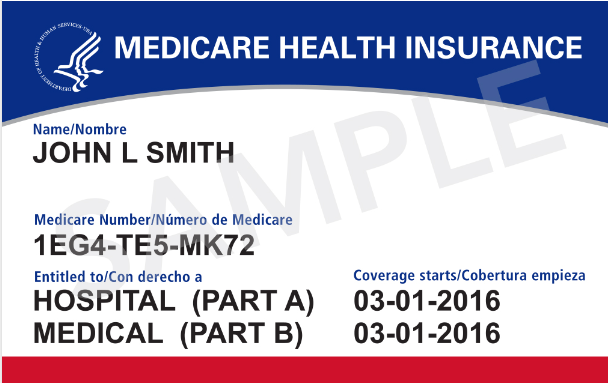 DEPARTMENT OF HEALTH & HUMAN SERVICES · USA
MEDICARE HEALTH INSURANCE
Name/Nombre
JOHN L SMITH
SAMPLE
Medicare Number/Número de Medicare
1EG4-TE5-MK72
Entitled to/Con derecho a
Coverage starts/Cobertura empieza
HOSPITAL (PART A) 03-01-2016
MEDICAL (PART B) 03-01-2016